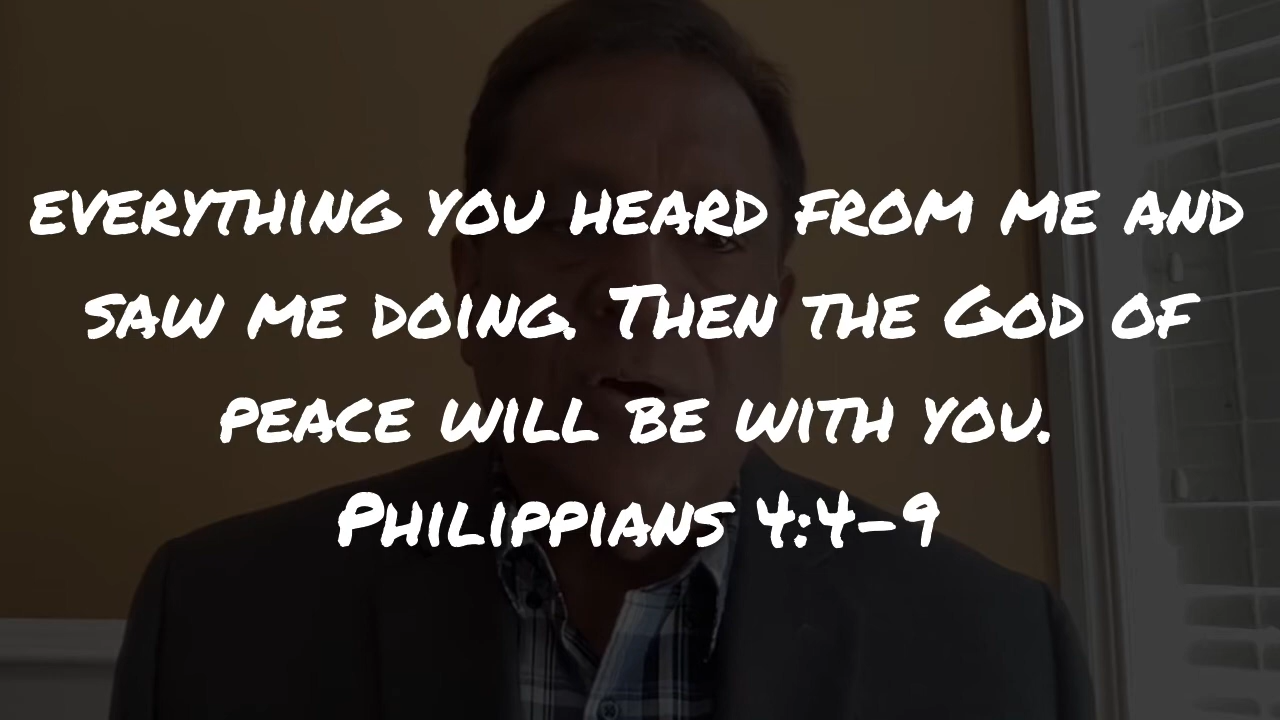 everything you heard from me and
saw me doing. Then the God of
peace will be with you.
Philippians 4:4-9